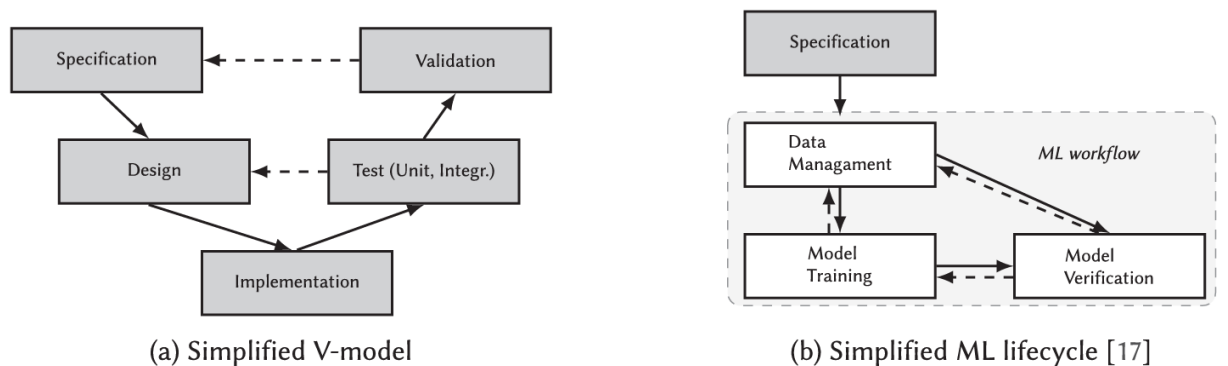 Specification
Validation
Design
Test (Unit, Integr.)
Implementation
(a) Simplified V-model
Specification
Data
Managament
ML workflow
Model
Training
Model
Verification
(b) Simplified ML lifecycle [17]